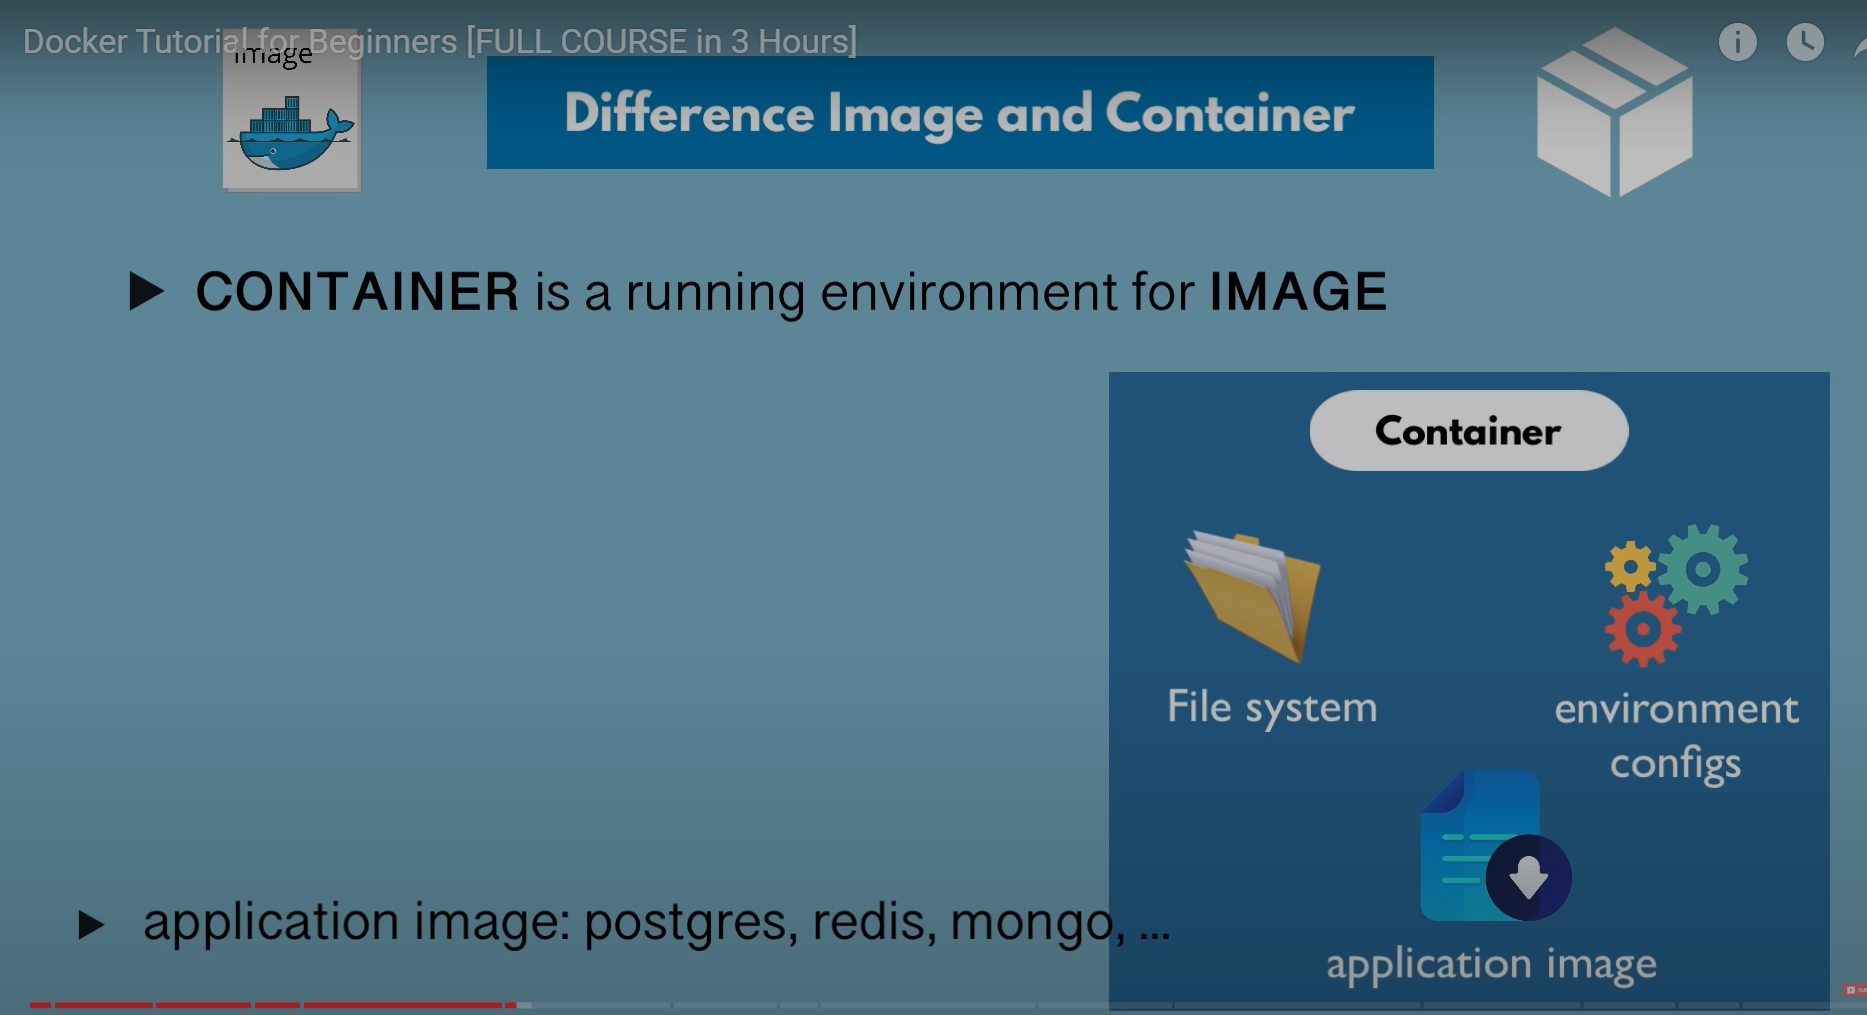 Docker Tutorial for Beginners [FULL COURSE in 3 Hours]
image
Difference Image and Container
CONTAINER is a running environment for IMAGE
Container
File system
environment
configs
application image: postgres, redis, mongo, ...
application image